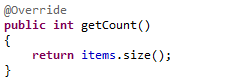 @Override
public int getCount()
{
    return items.size();
}